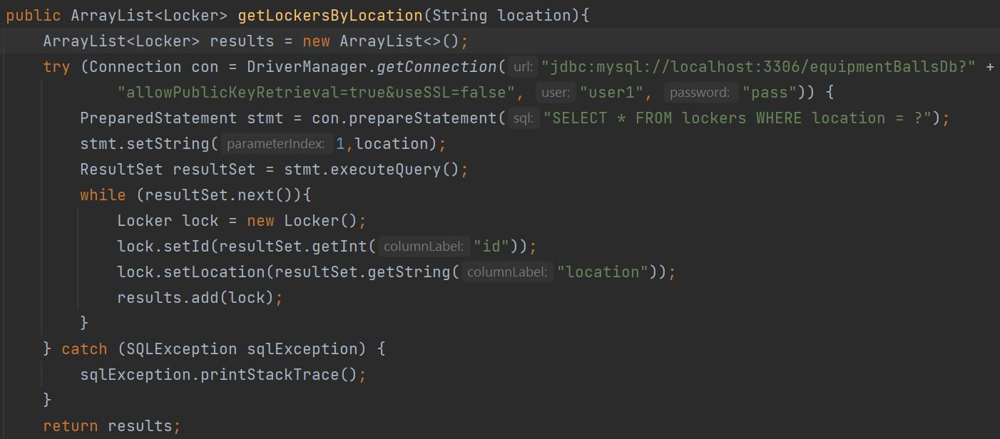 public ArrayList<Locker> getLockersByLocation(String location){
ArrayList<Locker> results = new ArrayList<>();
try (Connection con = DriverManager.getConnection( url: "jdbc:mysql://localhost:3306/equipmentBallsDb?" +
"allowPublicKeyRetrieval=true&useSSL=false", user: "user1", password: "pass")) {
PreparedStatement stmt = con.prepareStatement( sql: "SELECT * FROM lockers WHERE location = ?");
stmt.setString( parameterIndex: 1,location);
ResultSet resultSet = stmt.executeQuery();
while (resultSet.next()){
Locker lock = new Locker();
lock.setId(resultSet.getInt( columnLabel: "id"));
lock.setLocation(resultSet.getString( columnLabel: "location"));
results.add(lock);
}
} catch (SQLException sqlException) {
sqlException.printStackTrace();
}
return results;